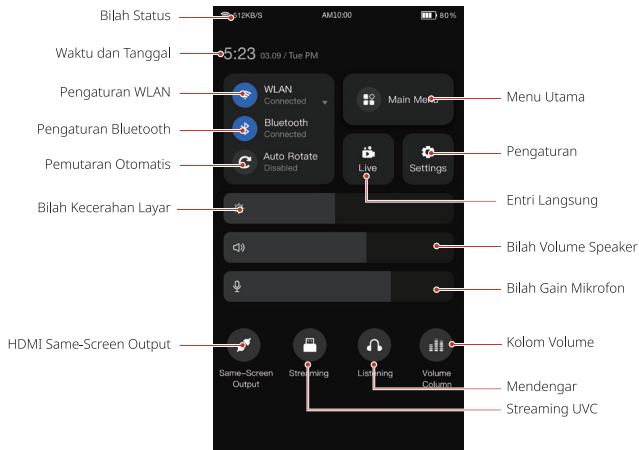 Bilah Status
Waktu dan Tanggal
Pengaturan WLAN
Pengaturan Bluetooth
Pemutaran Otomatis
Bilah Kecerahan Layar
HDMI Same-Screen Output
512KB/S
AM10:00
80%
5:23 03.09 / Tue PM
WLAN
Connected
Bluetooth
Connected
Auto Rotate
Disabled
Main Menu
Live
Settings
Same-Screen
Output
Streaming
Listening
Volume
Column
Menu Utama
Pengaturan
Entri Langsung
Bilah Volume Speaker
Bilah Gain Mikrofon
Kolom Volume
Mendengar
Streaming UVC